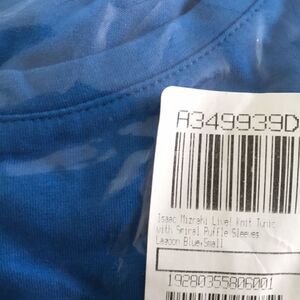 A349939D
Isaac Mizrahi Live! Knit Tunic
with Spiral Ruffle Sleeves
Lagoon Blue,Small
19280355806001